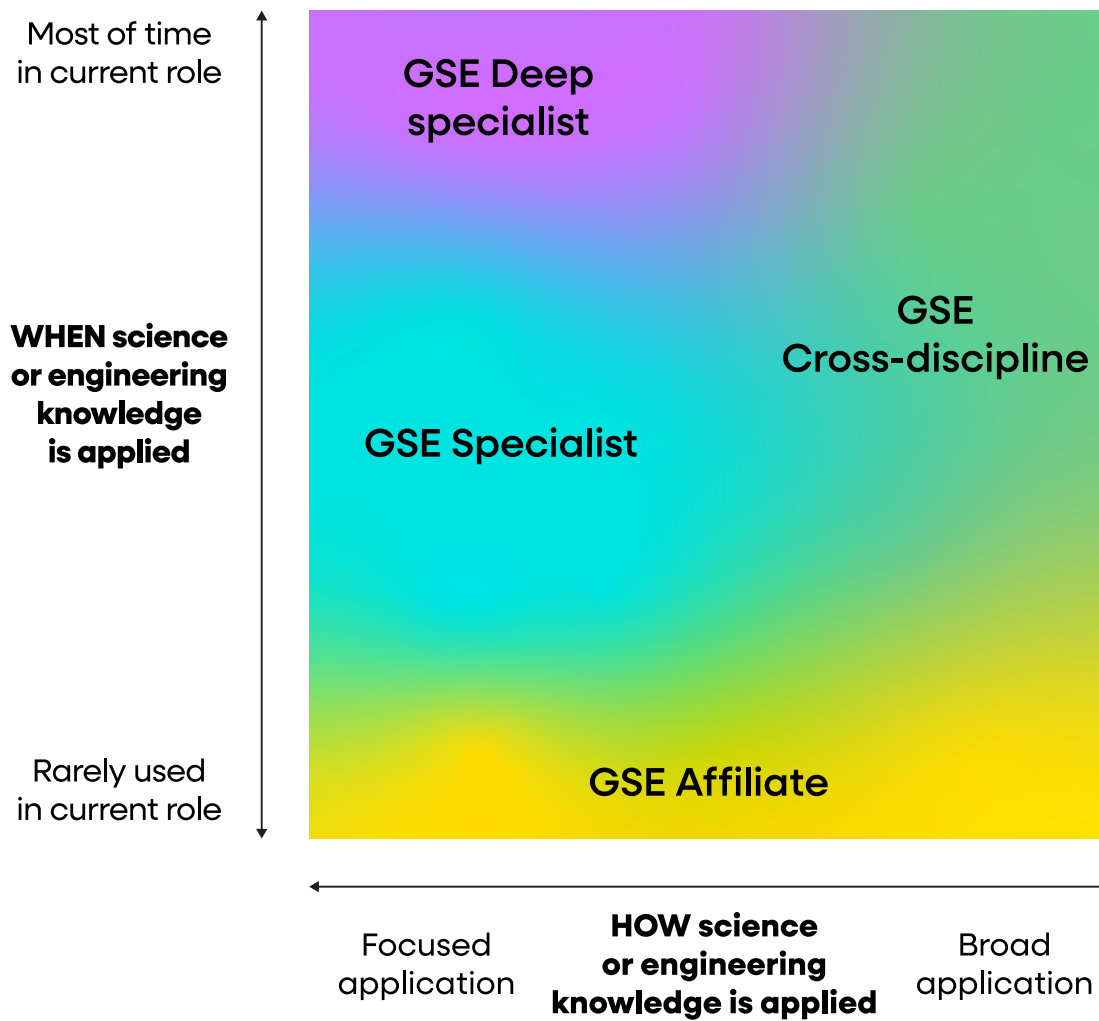 Most of time
in current role
GSE Deep
specialist
GSE
Cross-discipline
WHEN science
or engineering
knowledge
is applied
GSE Specialist
Rarely used
in current role
GSE Affiliate
Focused
application
HOW science
or engineering
knowledge is applied
Broad
application